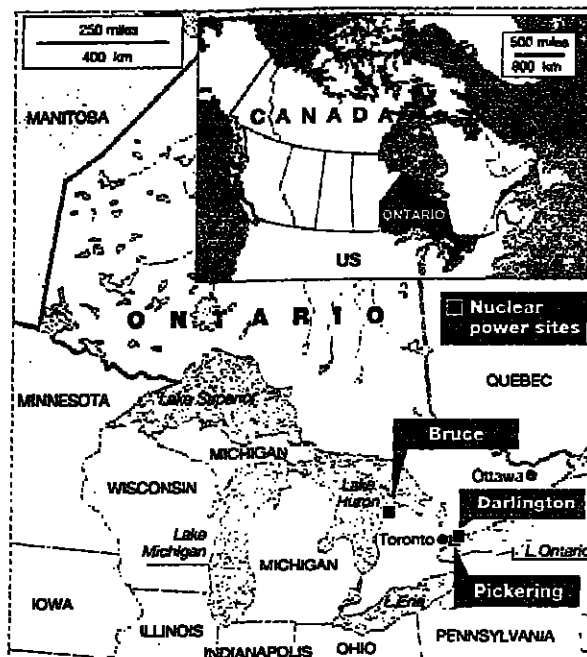 250 miles
400 km
500 miles
800 km
MANITOBA
CANADA
ONTARIO
US
ONTARIO
Nuclear
power sites
MINNESOTA
Lake Superior
QUEBEC
Bruce
MICHIGAN
Ottawa
WISCONSIN
Lake
Huron
Darlington
Lake
Michigan
Toronto
L. Ontario
MICHIGAN
Pickering
IOWA
L. Erie
ILLINOIS
INDIANAPOLIS
OHIO
PENNSYLVANIA